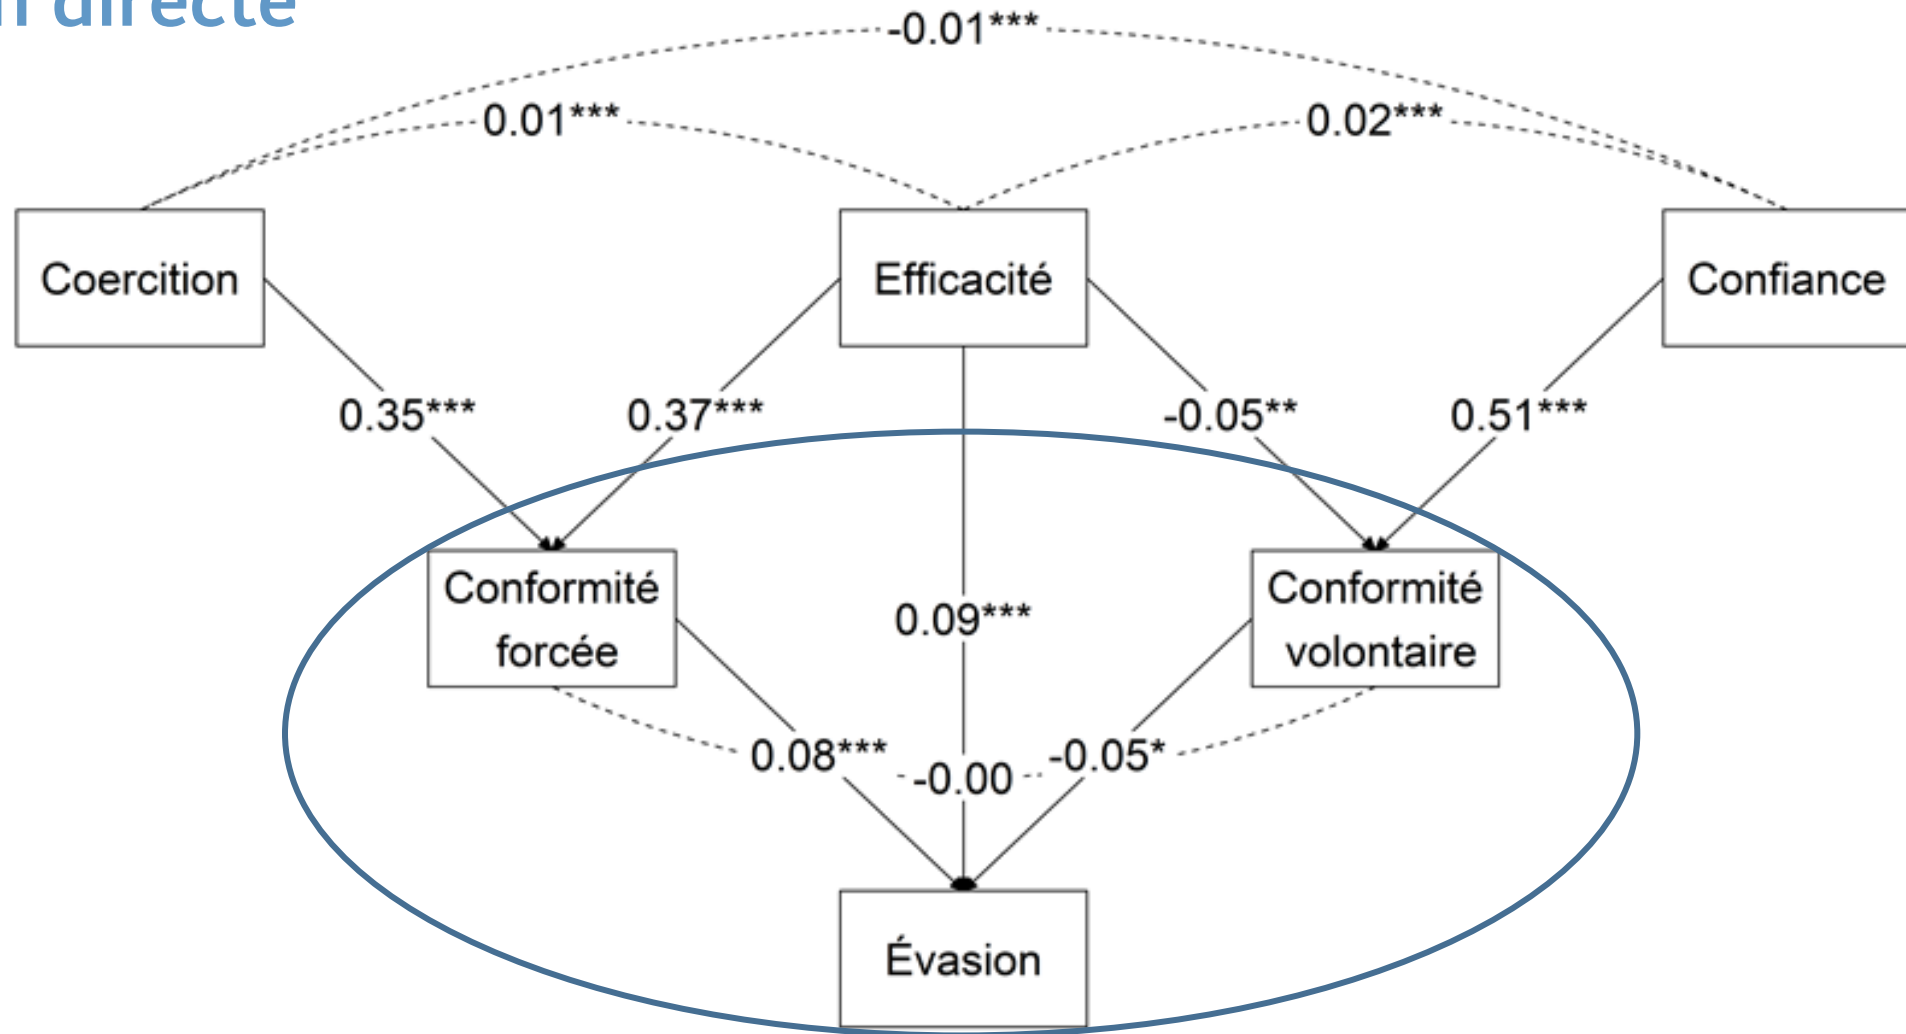 directe
-0.01***
0.01***
0.02***
Coercition
Efficacité
Confiance
0.35***
0.37***
-0.05**
0.51***
Conformité
forcée
0.09***
Conformité
volontaire
0.08***
-0.00
-0.05*
Évasion